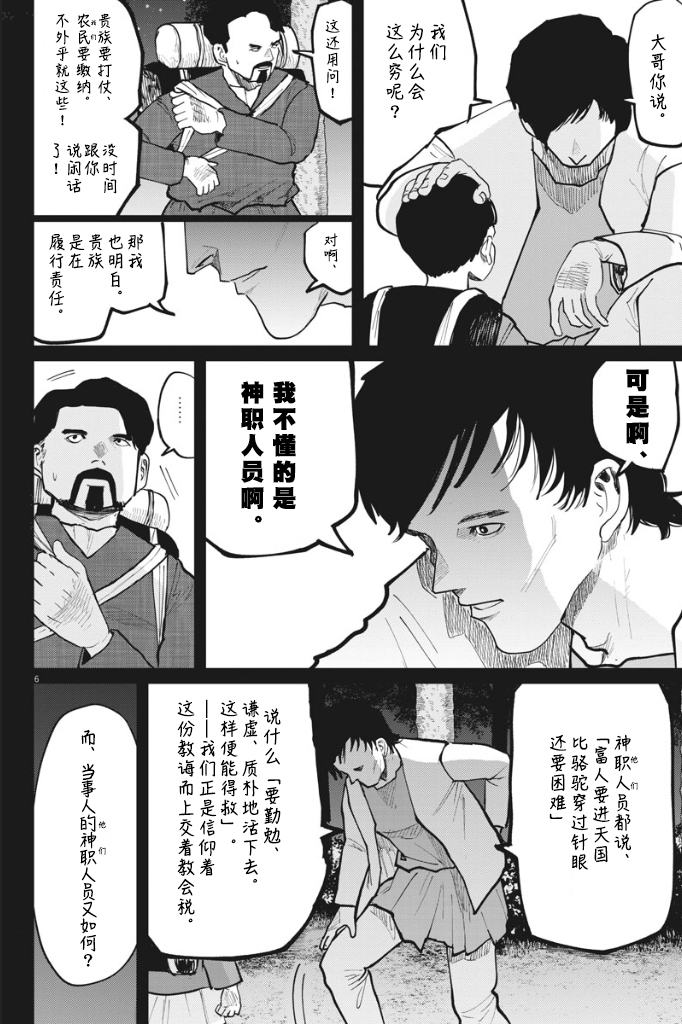 大哥你说。
我们
为什么会
这么穷呢？
这还用问！
贵族要打仗、
农民要缴纳。
我们
不外乎就这些！
没时间
跟你
说闲话
了！
对啊、
那我
也明白。
贵族
是在
履行责任。
可是啊、
我不懂的是
神职人员啊。
……
神职人员都说、
他们
「富人要进天国
比骆驼穿过针眼
还要困难」
说什么「要勤勉、
谦虚、质朴地活下去。
这样便能得救」。
——我们正是信仰着
这份教诲而上交着教会税。
而、当事人的神职人员又如何？
他们
6